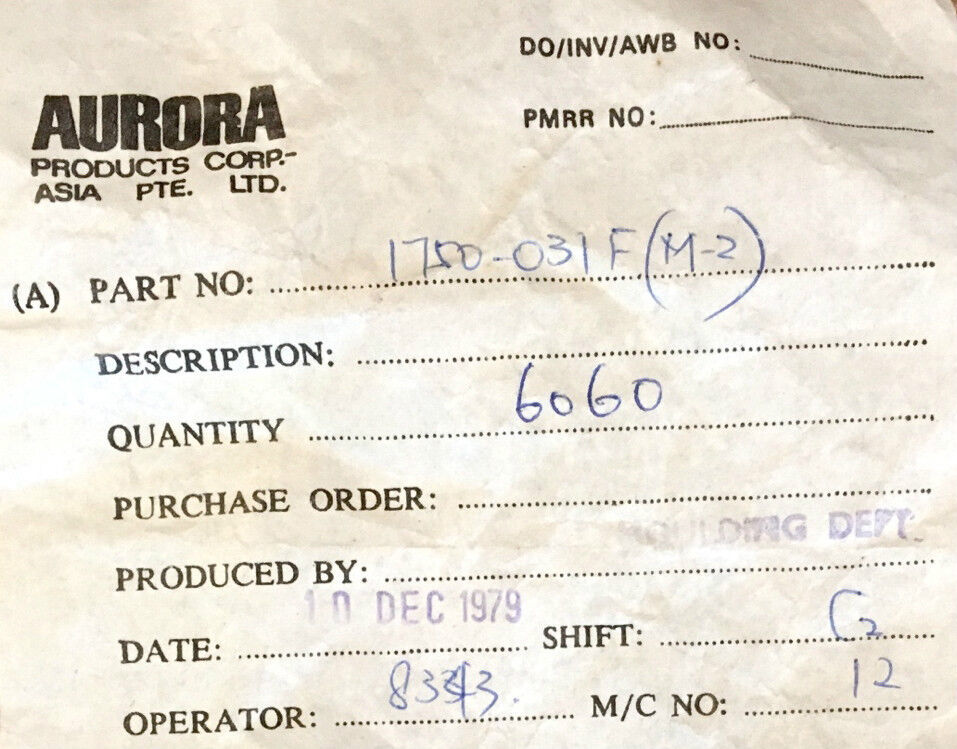 DO/INV/AWB NO:
PMRR NO:
AURORA
PRODUCTS CORP.-
ASIA PTE. LTD.
(A) PART NO: 1750-031 F (M-2)
DESCRIPTION:
QUANTITY 6060
PURCHASE ORDER:
MOULDING DEPT.
PRODUCED BY:
10 DEC 1979
DATE: SHIFT: C2
OPERATOR: M/C NO: 12